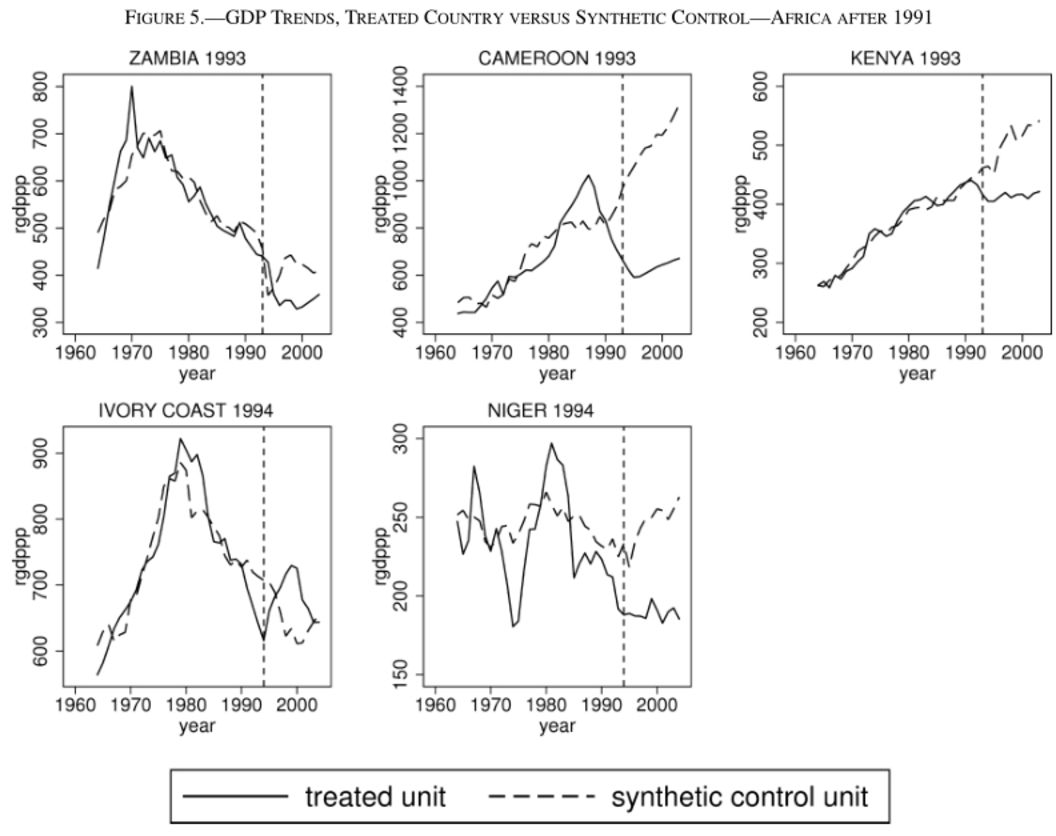 FIGURE 5.—GDP TRENDS, TREATED COUNTRY VERSUS SYNTHETIC CONTROL—AFRICA AFTER 1991
ZAMBIA 1993
800
700
600
500
400
300
rgdppp
1960 1970 1980 1990 2000
year
CAMEROON 1993
1400
1200
1000
800
600
400
rgdppp
1960 1970 1980 1990 2000
year
KENYA 1993
600
500
400
300
200
rgdppp
1960 1970 1980 1990 2000
year
IVORY COAST 1994
900
800
700
600
rgdppp
1960 1970 1980 1990 2000
year
NIGER 1994
300
250
200
150
rgdppp
1960 1970 1980 1990 2000
year
treated unit synthetic control unit